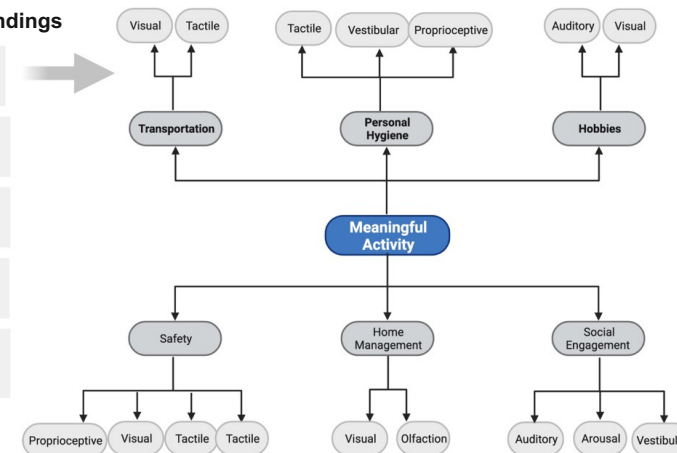 ndings
Visual
Tactile
Tactile
Vestibular
Proprioceptive
Auditory
Visual
Transportation
Personal
Hygiene
Hobbies
Meaningful
Activity
Safety
Home
Management
Social
Engagement
Proprioceptive
Visual
Tactile
Tactile
Visual
Olfaction
Auditory
Arousal
Vestibul